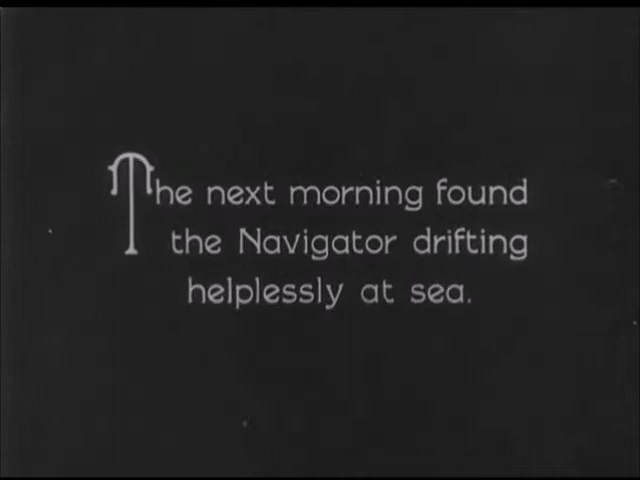 The next morning found
the Navigator drifting
helplessly at sea.